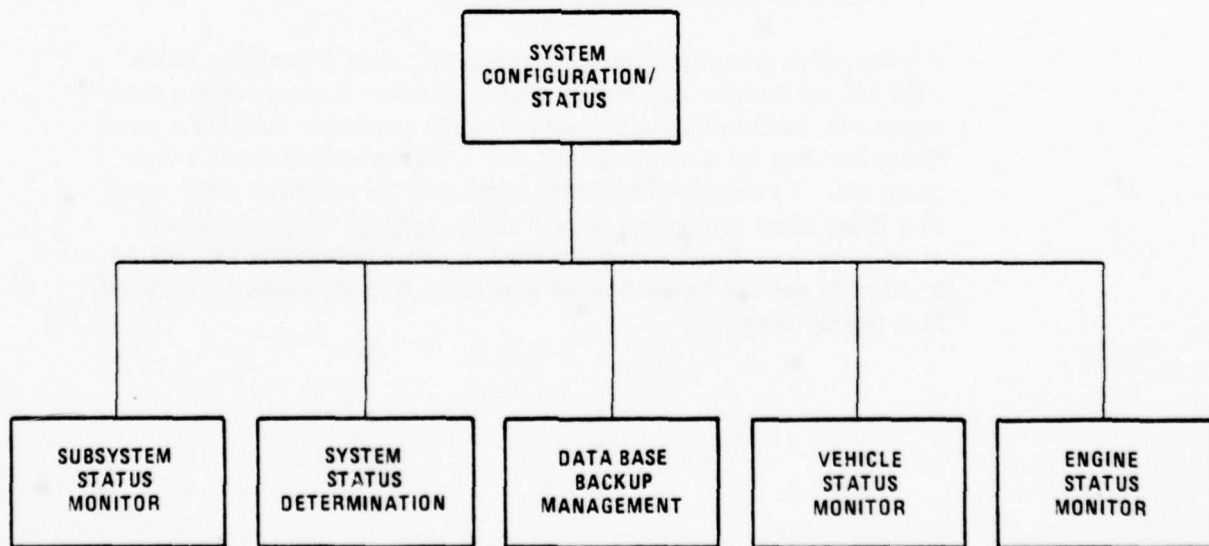 SYSTEM
CONFIGURATION/
STATUS
SUBSYSTEM
STATUS
MONITOR
SYSTEM
STATUS
DETERMINATION
DATA BASE
BACKUP
MANAGEMENT
VEHICLE
STATUS
MONITOR
ENGINE
STATUS
MONITOR